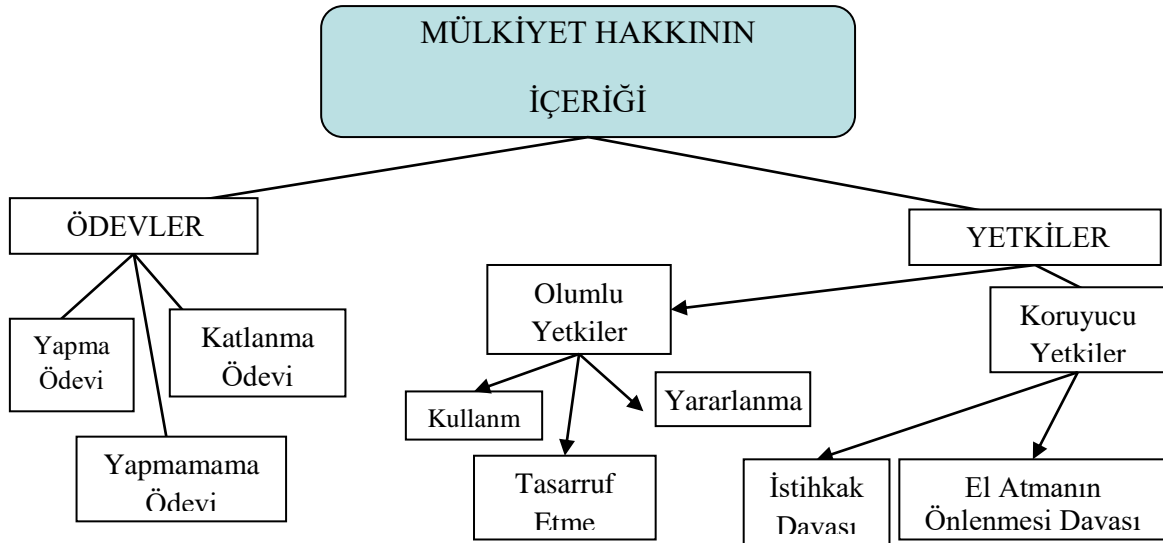 MÜLKİYET HAKKININ
İÇERİĞİ
ÖDEVLER
YETKİLER
Yapma
Ödevi
Katlanma
Ödevi
Yapmamama
Ödevi
Olumlu
Yetkiler
Koruyucu
Yetkiler
Kullanm
Yararlanma
Tasarruf
Etme
İstihkak
Davası
El Atmanın
Önlenmesi Davası